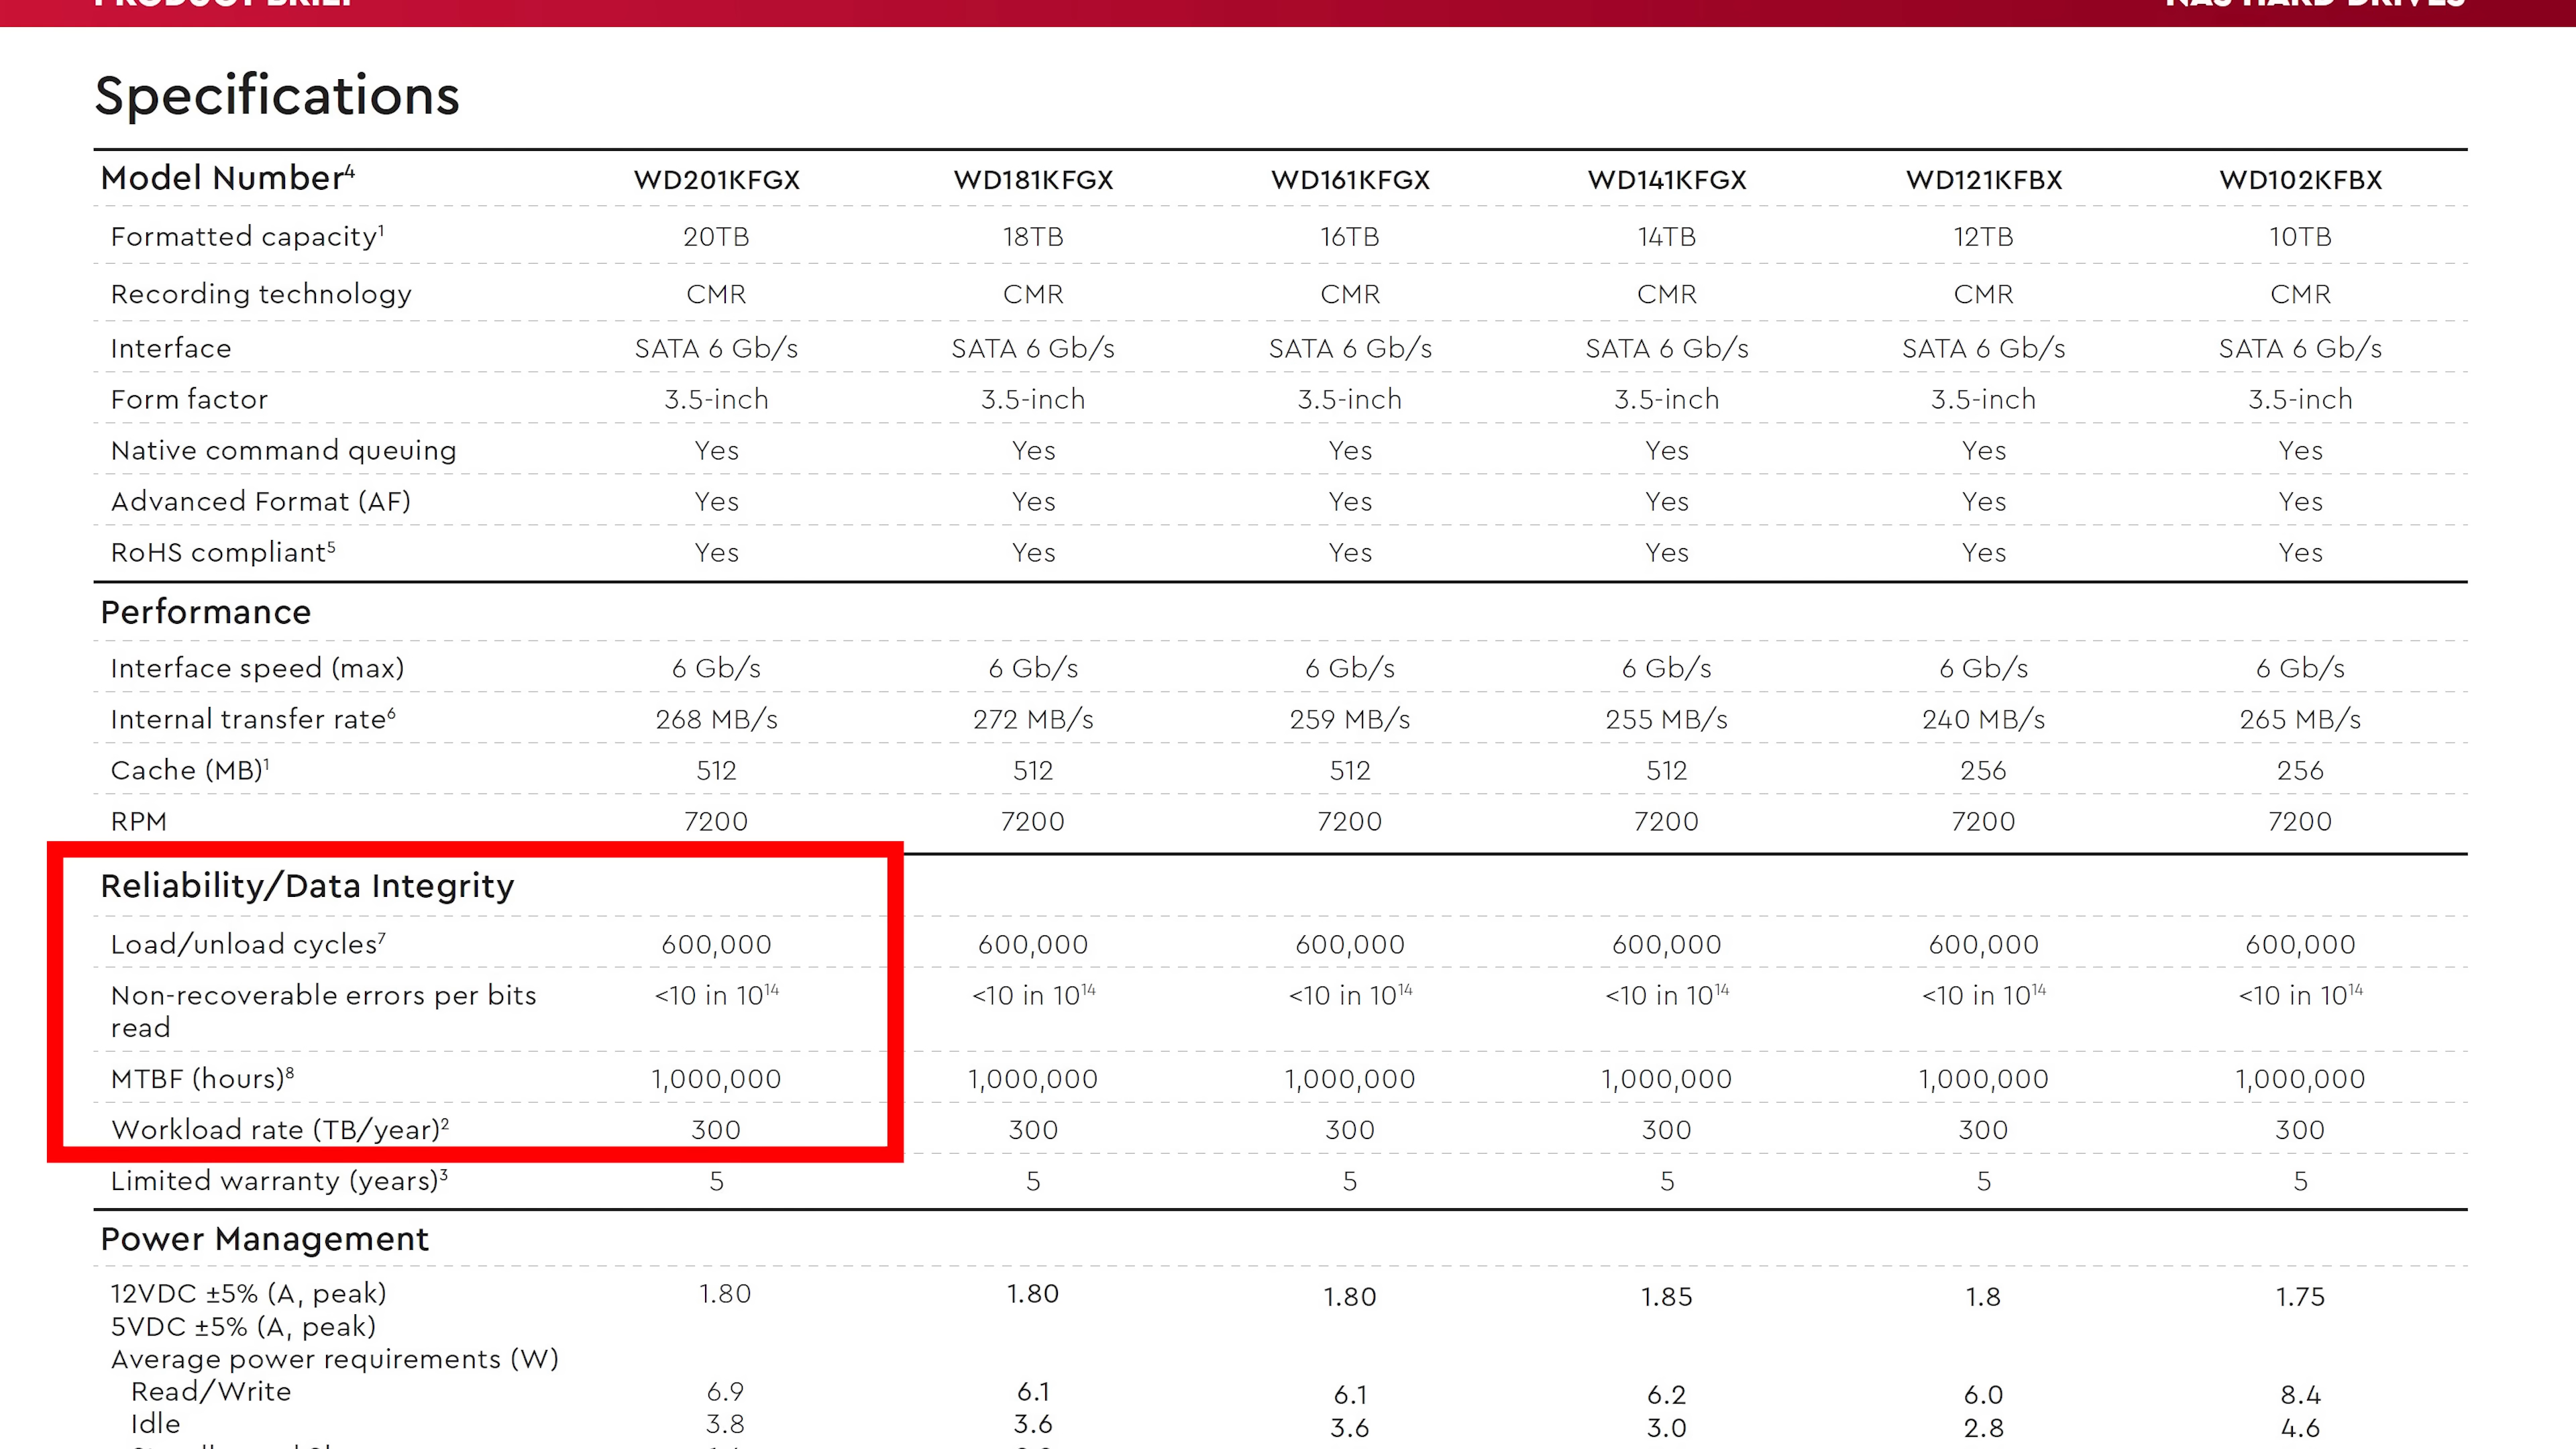 PRODUCT BRIEF NAS HARD DRIVES
Specifications
Model Number⁴ WD201KFGX WD181KFGX WD161KFGX WD141KFGX WD121KFBX WD102KFBX
Formatted capacity¹ 20TB 18TB 16TB 14TB 12TB 10TB
Recording technology CMR CMR CMR CMR CMR CMR
Interface SATA 6 Gb/s SATA 6 Gb/s SATA 6 Gb/s SATA 6 Gb/s SATA 6 Gb/s SATA 6 Gb/s
Form factor 3.5-inch 3.5-inch 3.5-inch 3.5-inch 3.5-inch 3.5-inch
Native command queuing Yes Yes Yes Yes Yes Yes
Advanced Format (AF) Yes Yes Yes Yes Yes Yes
RoHS compliant⁵ Yes Yes Yes Yes Yes Yes
Performance
Interface speed (max) 6 Gb/s 6 Gb/s 6 Gb/s 6 Gb/s 6 Gb/s 6 Gb/s
Internal transfer rate⁶ 268 MB/s 272 MB/s 259 MB/s 255 MB/s 240 MB/s 265 MB/s
Cache (MB)¹ 512 512 512 512 256 256
RPM 7200 7200 7200 7200 7200 7200
Reliability/Data Integrity
Load/unload cycles⁷ 600,000 600,000 600,000 600,000 600,000 600,000
Non-recoverable errors per bits <10 in 10¹⁴ <10 in 10¹⁴ <10 in 10¹⁴ <10 in 10¹⁴ <10 in 10¹⁴ <10 in 10¹⁴
read
MTBF (hours)⁸ 1,000,000 1,000,000 1,000,000 1,000,000 1,000,000 1,000,000
Workload rate (TB/year)² 300 300 300 300 300 300
Limited warranty (years)³ 5 5 5 5 5 5
Power Management
12VDC ±5% (A, peak) 1.80 1.80 1.80 1.85 1.8 1.75
5VDC ±5% (A, peak)
Average power requirements (W)
Read/Write 6.9 6.1 6.1 6.2 6.0 8.4
Idle 3.8 3.6 3.6 3.0 2.8 4.6